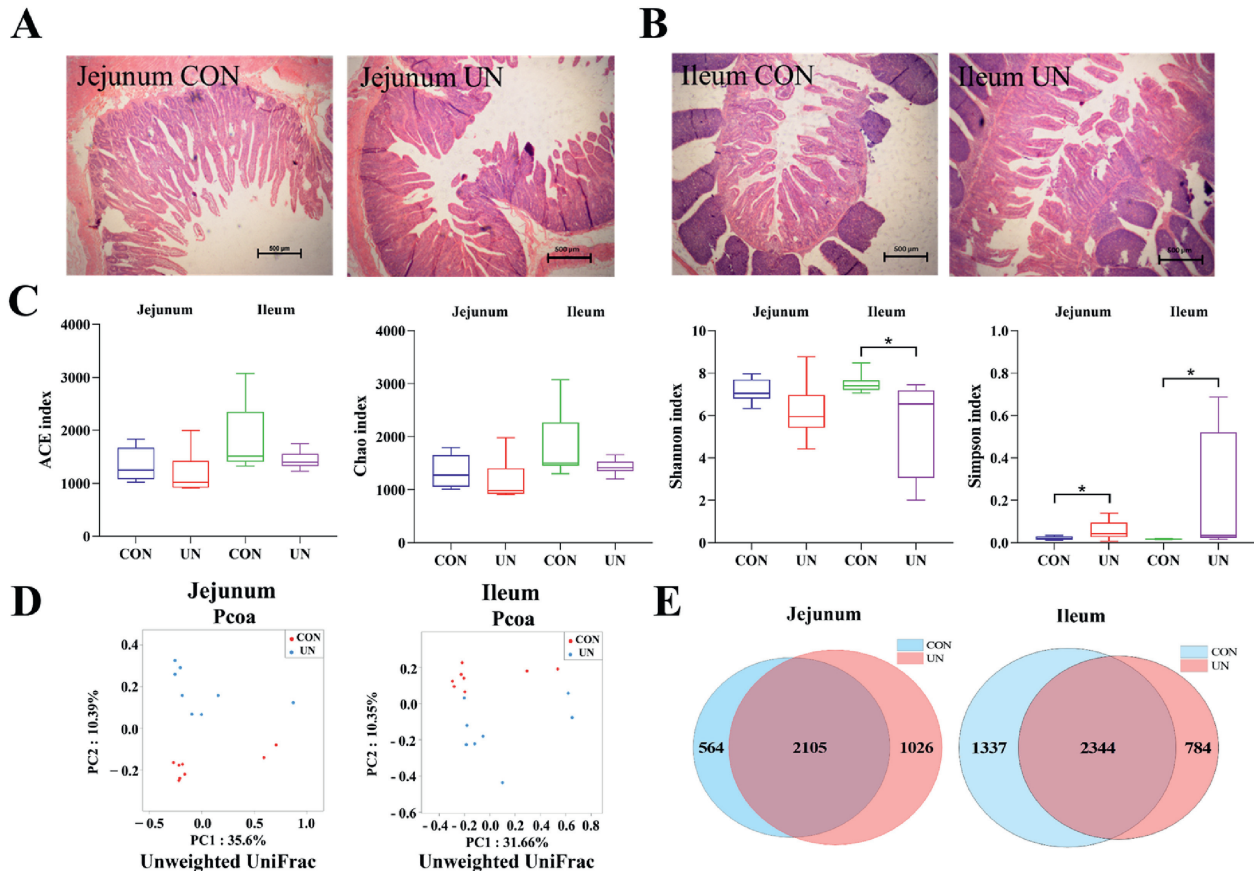 A
B
Jejunum CON
Jejunum UN
Ileum CON
Ileum UN
500 μm
500 μm
500 μm
500 μm
C
Jejunum Ileum
ACE index
4000
3000
2000
1000
0
CON UN CON UN
Jejunum Ileum
Chao index
4000
3000
2000
1000
0
CON UN CON UN
Jejunum Ileum
Shannon index
10
8
6
4
2
0
*
CON UN CON UN
Jejunum Ileum
Simpson index
1.0
0.8
0.6
0.4
0.2
0.0
*
*
CON UN CON UN
D
Jejunum
Pcoa
CON
UN
PC2 : 10.39%
0.4
0.2
0.0
-0.2
-0.5 0.0 0.5 1.0
PC1 : 35.6%
Unweighted UniFrac
Ileum
Pcoa
CON
UN
PC2 : 10.35%
0.2
0.0
-0.2
-0.4
-0.6
-0.4 -0.2 0.0 0.2 0.4 0.6 0.8
PC1 : 31.66%
Unweighted UniFrac
E
Jejunum
CON
UN
564 2105 1026
Ileum
CON
UN
1337 2344 784